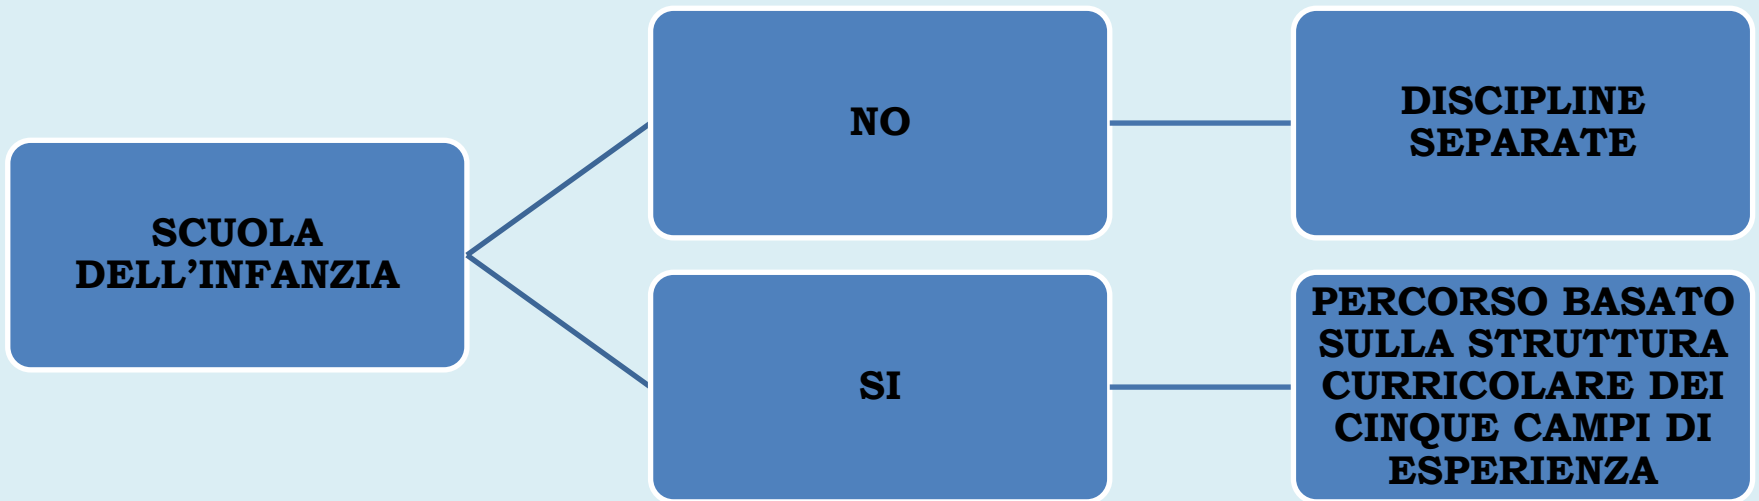 SCUOLA
DELL’INFANZIA
NO
DISCIPLINE
SEPARATE
SI
PERCORSO BASATO
SULLA STRUTTURA
CURRICOLARE DEI
CINQUE CAMPI DI
ESPERIENZA